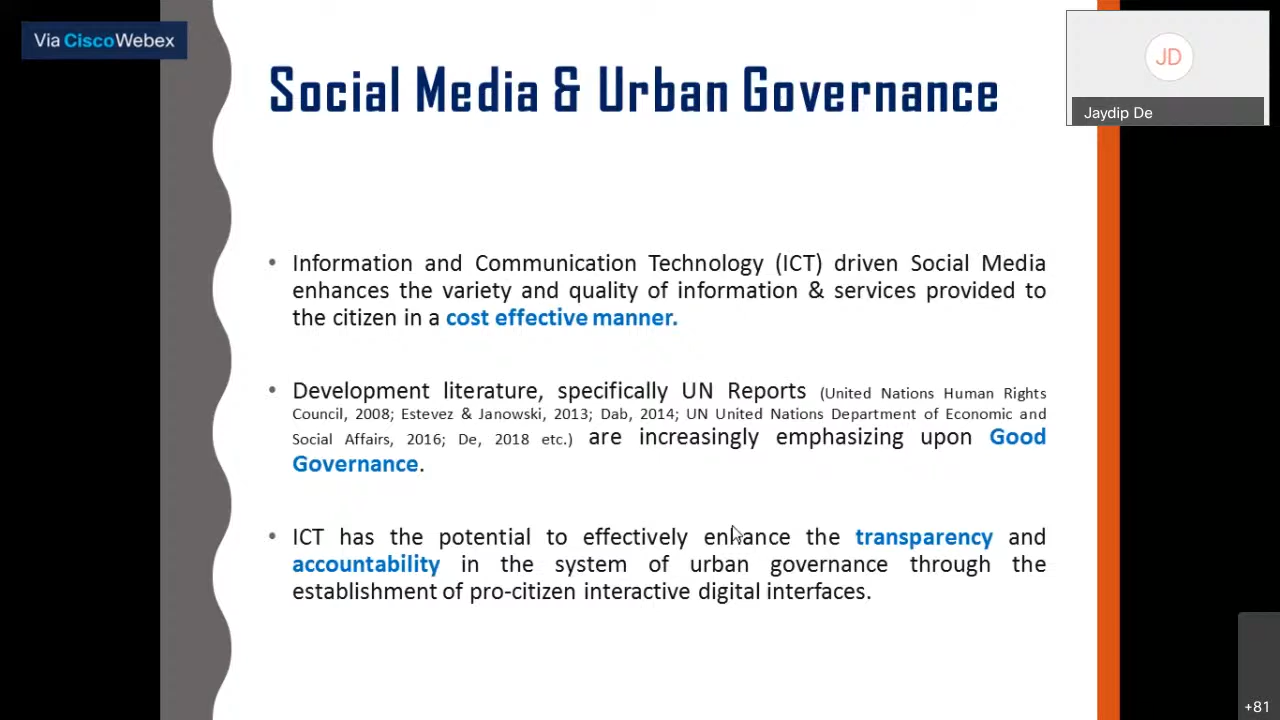 Via CiscoWebex
Social Media & Urban Governance
JD
Jaydip De
• Information and Communication Technology (ICT) driven Social Media
enhances the variety and quality of information & services provided to
the citizen in a cost effective manner.
• Development literature, specifically UN Reports (United Nations Human Rights
Council, 2008; Estevez & Janowski, 2013; Dab, 2014; UN United Nations Department of Economic and
Social Affairs, 2016; De, 2018 etc.) are increasingly emphasizing upon Good
Governance.
• ICT has the potential to effectively enhance the transparency and
accountability in the system of urban governance through the
establishment of pro-citizen interactive digital interfaces.
+81